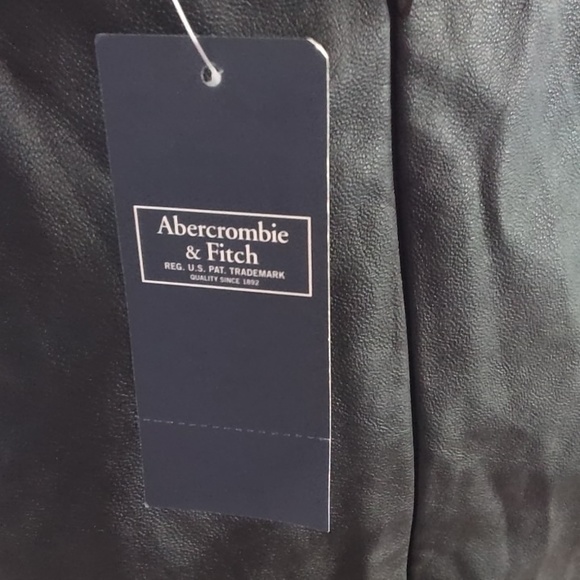 Abercrombie
& Fitch
REG. U.S. PAT. TRADEMARK
QUALITY SINCE 1892